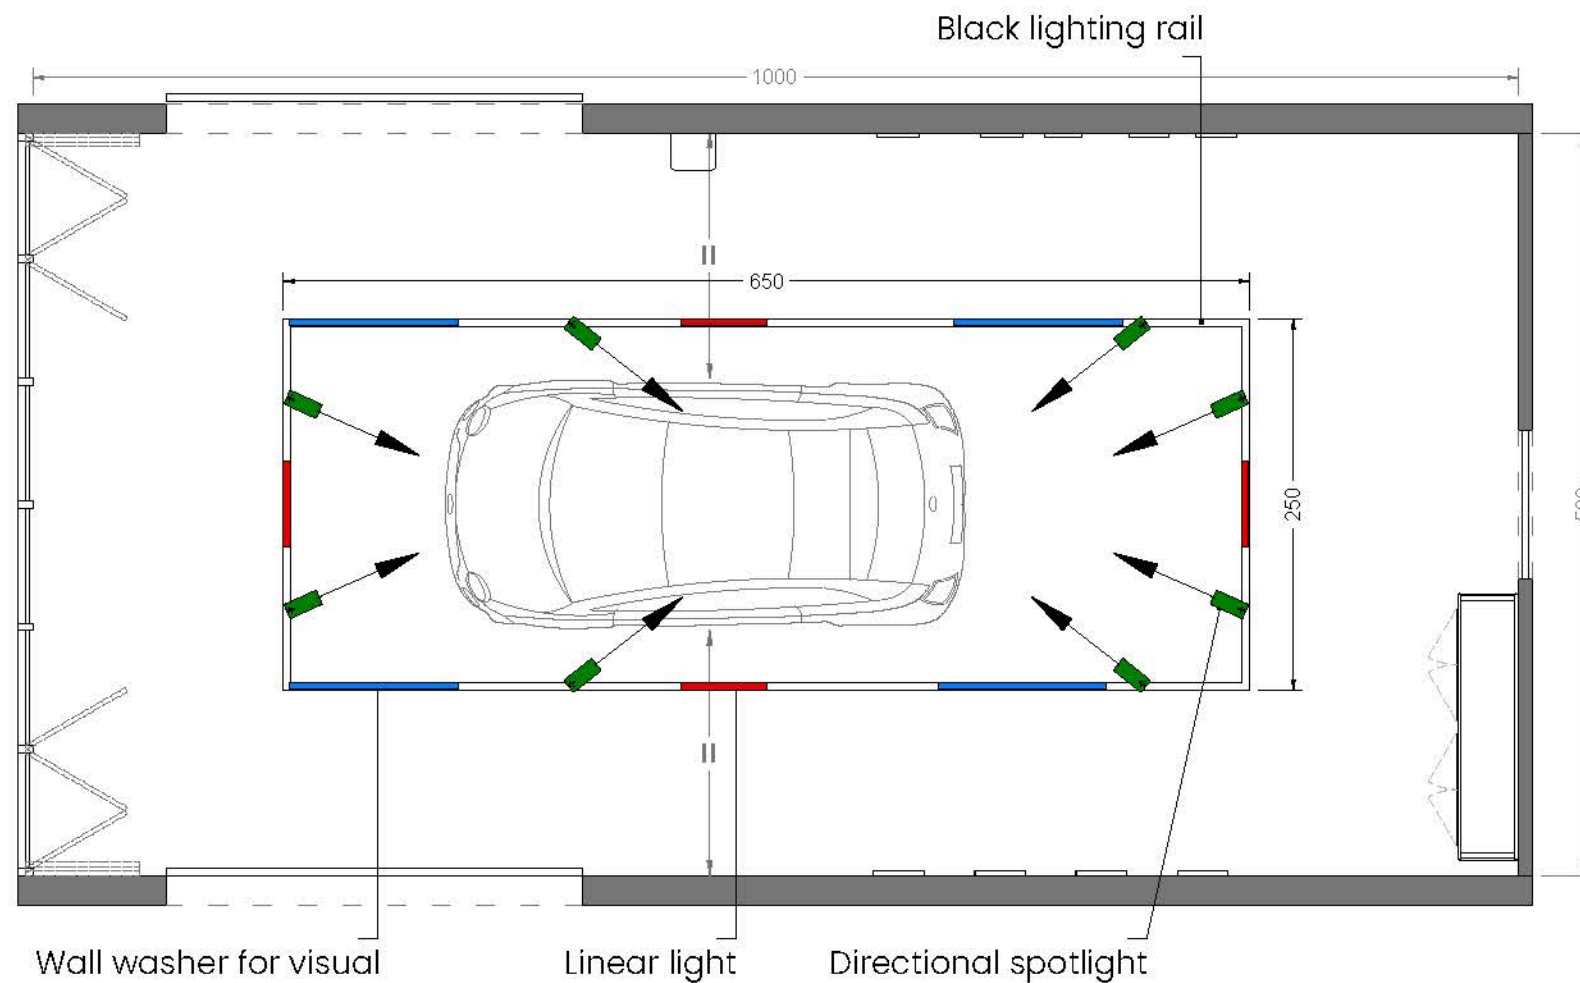 Black lighting rail
1000
650
250
Wall washer for visual
Linear light
Directional spotlight